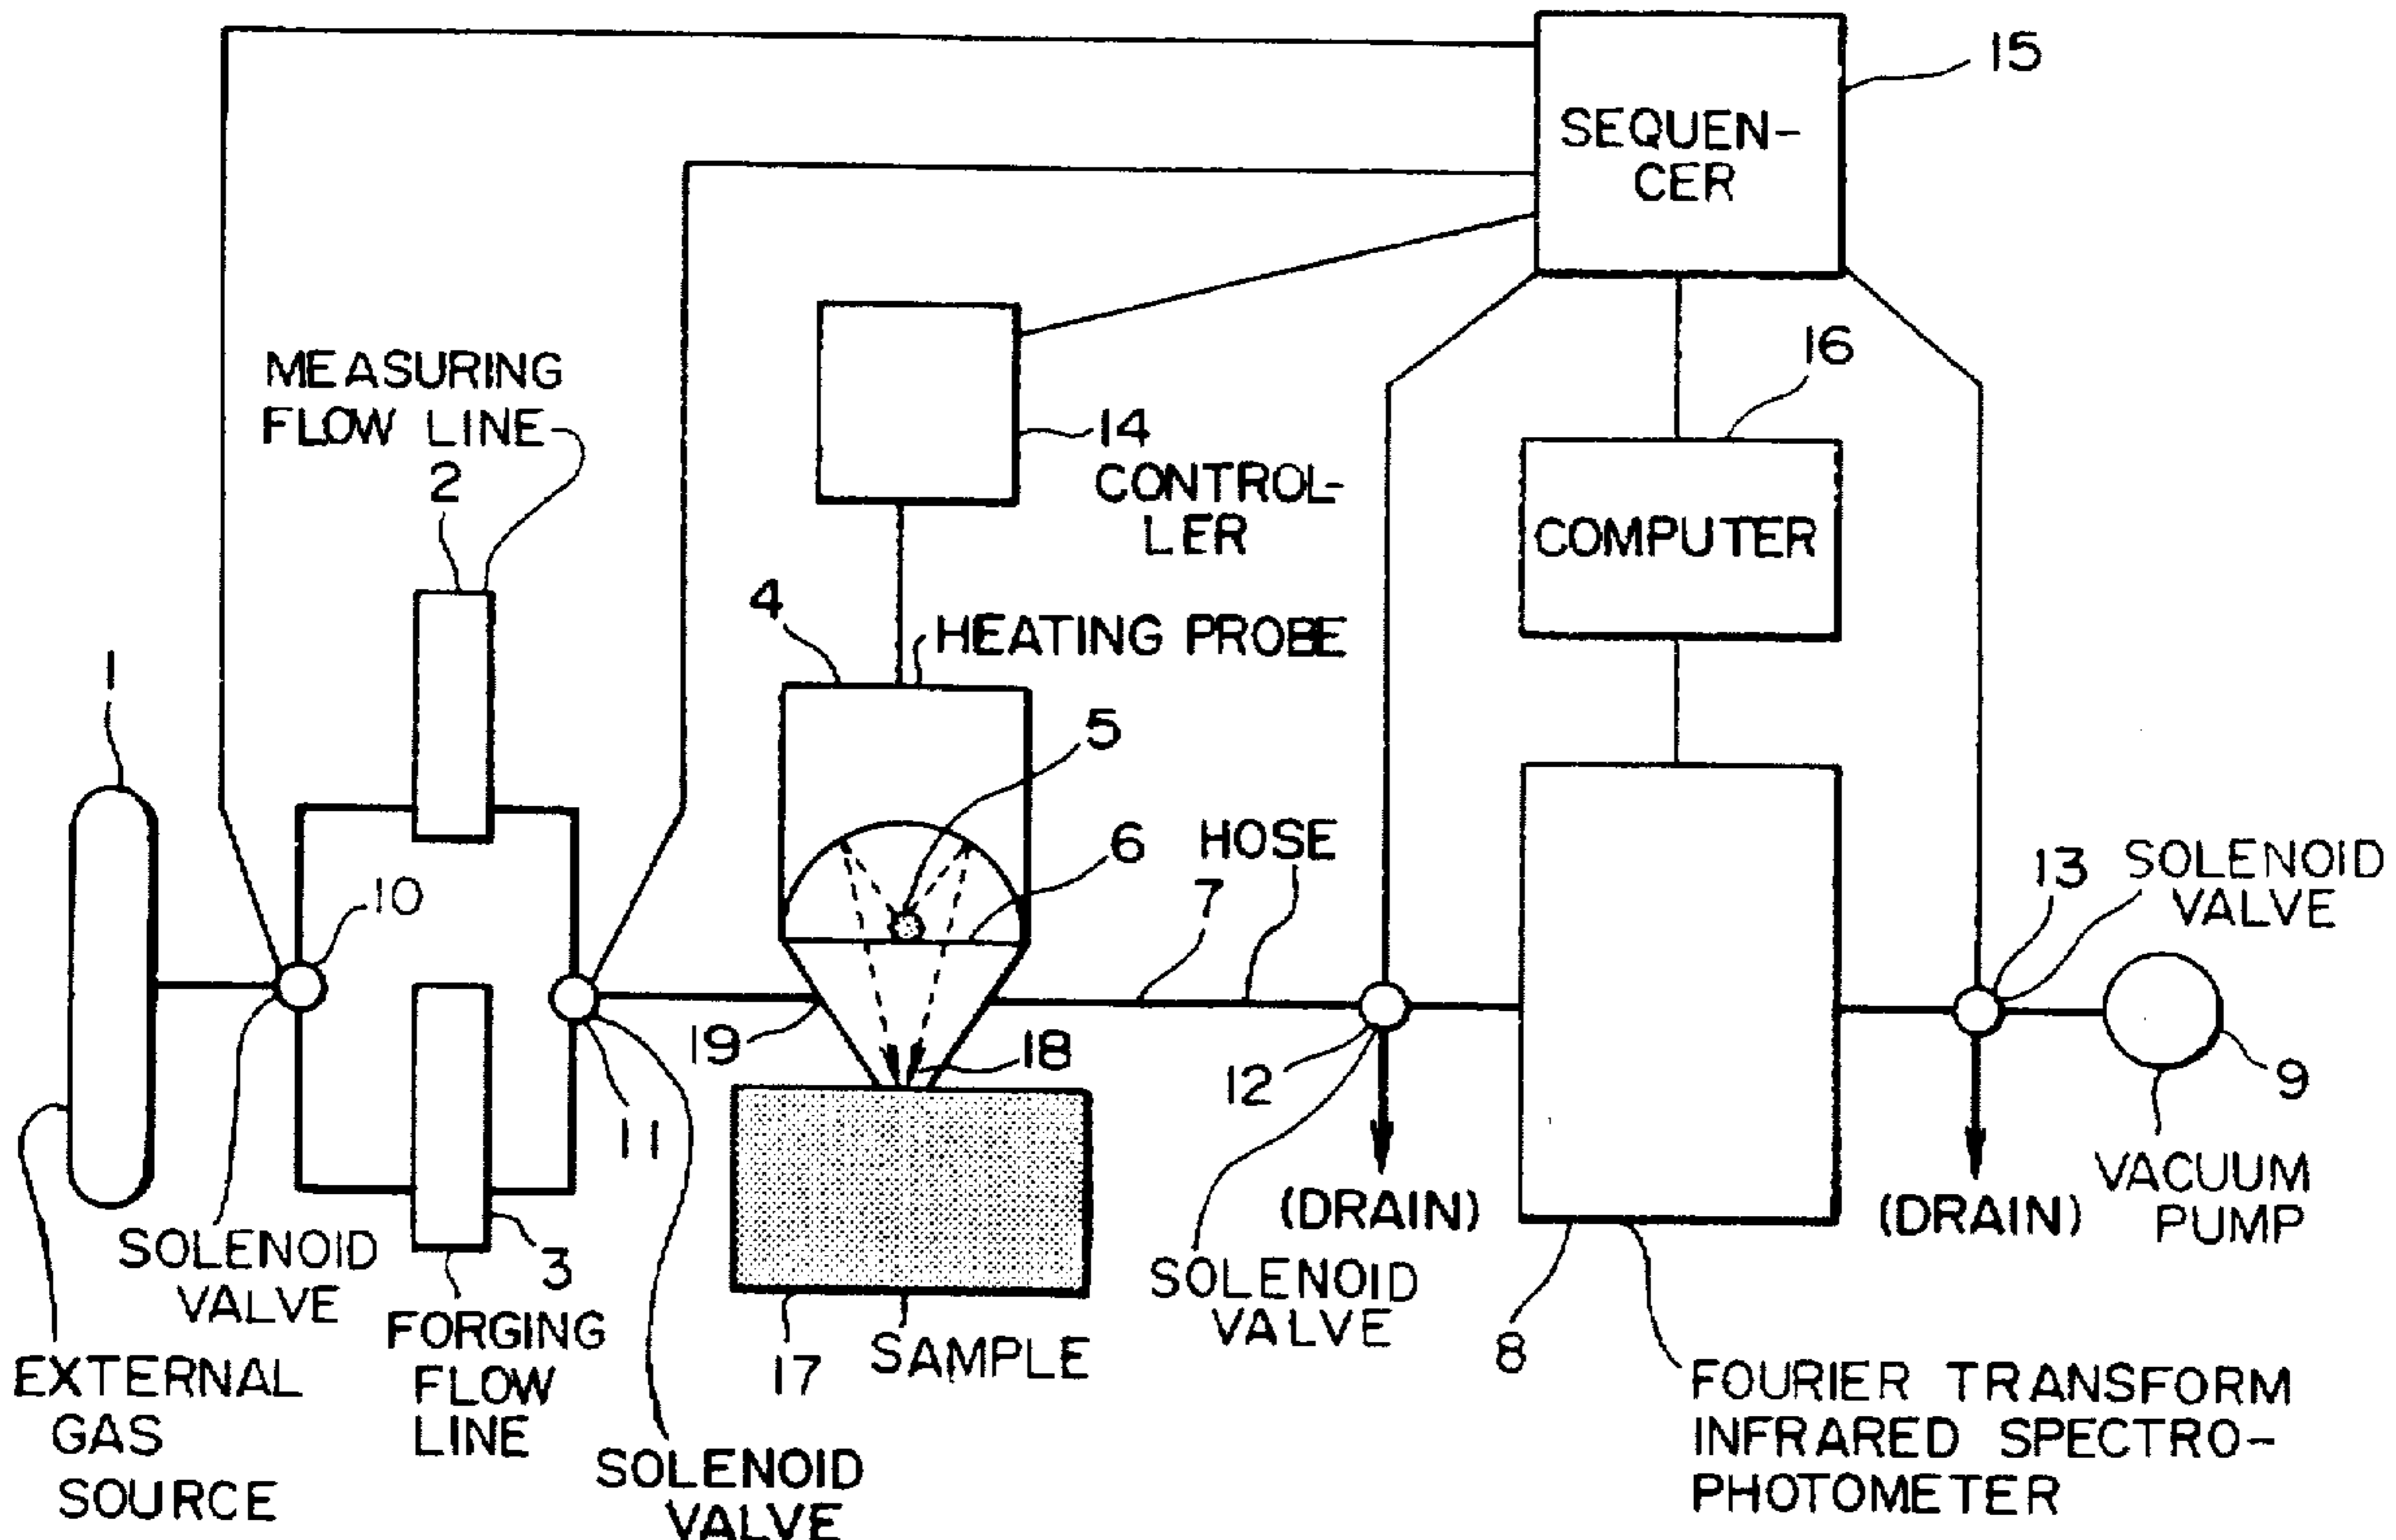 15
SEQUEN-
CER
16
COMPUTER
14
CONTROL-
LER
MEASURING
FLOW LINE
2
4
HEATING PROBE
1
5
6
HOSE
7
10
13
SOLENOID
VALVE
19
18
12
9
11
(DRAIN)
(DRAIN)
VACUUM
PUMP
SOLENOID
VALVE
3
FORGING
FLOW
LINE
17
SAMPLE
SOLENOID
VALVE
8
EXTERNAL
GAS
SOURCE
SOLENOID
VALVE
FOURIER TRANSFORM
INFRARED SPECTRO-
PHOTOMETER